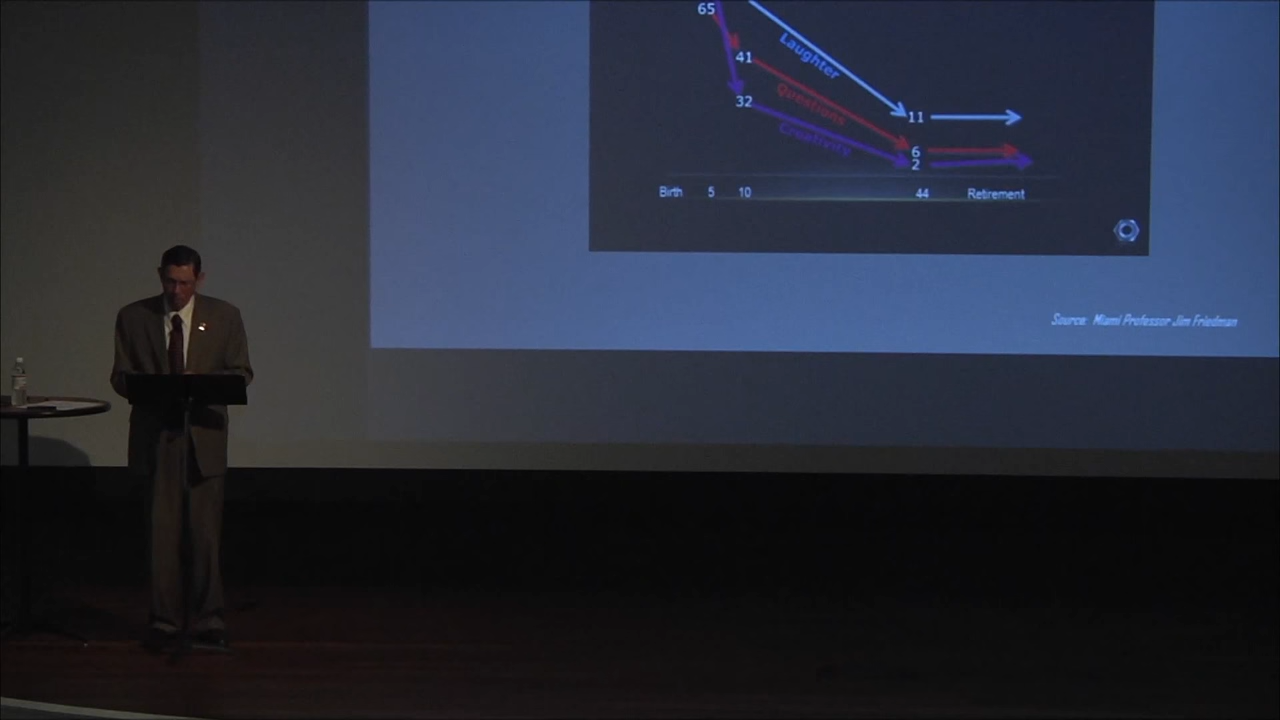 65
41
Laughter
32
Questions
Creativity
11
6
2
Birth 5 10 44 Retirement
Source: Miami Professor Jim Friedman